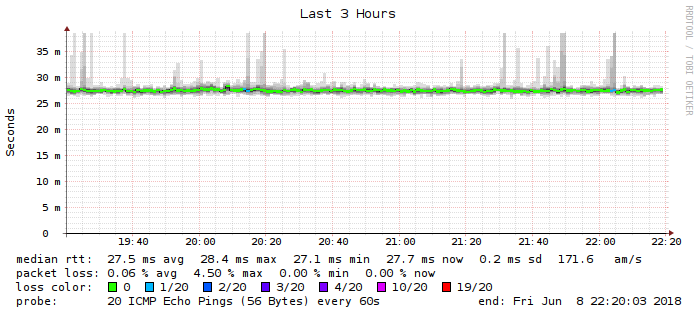 Last 3 Hours
RRDTOOL / TOBI OETIKER
Seconds
35 m
30 m
25 m
20 m
15 m
10 m
5 m
0
19:40 20:00 20:20 20:40 21:00 21:20 21:40 22:00 22:20
median rtt: 27.5 ms avg 28.4 ms max 27.1 ms min 27.7 ms now 0.2 ms sd 171.6 am/s
packet loss: 0.06 % avg 4.50 % max 0.00 % min 0.00 % now
loss color: 0 1/20 2/20 3/20 4/20 10/20 19/20
probe: 20 ICMP Echo Pings (56 Bytes) every 60s end: Fri Jun 8 22:20:03 2018